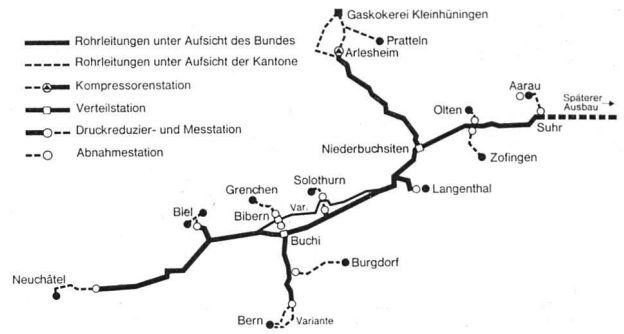 Gaskokerei Kleinhüningen
Pratteln
Arlesheim
Rohrleitungen unter Aufsicht des Bundes
Rohrleitungen unter Aufsicht der Kantone
Kompressorenstation
Verteilstation
Druckreduzier- und Messtation
Abnahmestation
Aarau
Späterer
Ausbau
Olten
Suhr
Niederbuchsiten
Zofingen
Solothurn
Langenthal
Grenchen
Var.
Biel
Bibern
Buchi
Neuchâtel
Burgdorf
Bern
Variante